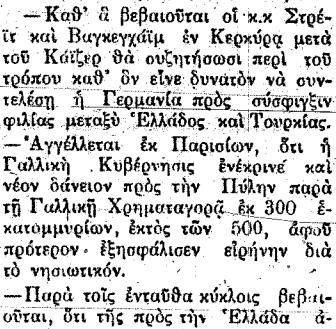 —Καθ’ ἃ βεβαιοῦται οἱ κ.κ Στρέ-
ϊτ καὶ Βαγκεγχάϊμ ἐν Κερκύρᾳ μετὰ
τοῦ Κάϊζερ θὰ συζητήσωσι περὶ τοῦ
τρόπου καθ’ ὃν εἶνε δυνατὸν νὰ συν-
τελέσῃ ἡ Γερμανία πρὸς σύσφιγξιν
φιλίας μεταξὺ Ἑλλάδος καὶ Τουρκίας.
—Ἀγγέλλεται ἐκ Παρισίων, ὅτι ἡ
Γαλλικὴ Κυβέρνησις ἐνέκρινε καὶ
νέον δάνειον πρὸς τὴν Πύλην παρὰ
τῇ Γαλλικῇ Χρηματαγορᾷ ἐκ 300 ἑ-
κατομμυρίων, ἐκτὸς τῶν 500, ἀφοῦ
πρότερον ἐξησφάλισεν εἰρήνην διὰ
τὸ νησιωτικόν.
—Παρὰ τοῖς ἐνταῦθα κύκλοις βεβαι-
οῦται, ὅτι τῆς πρὸς τὴν Ἑλλάδα ἀ-